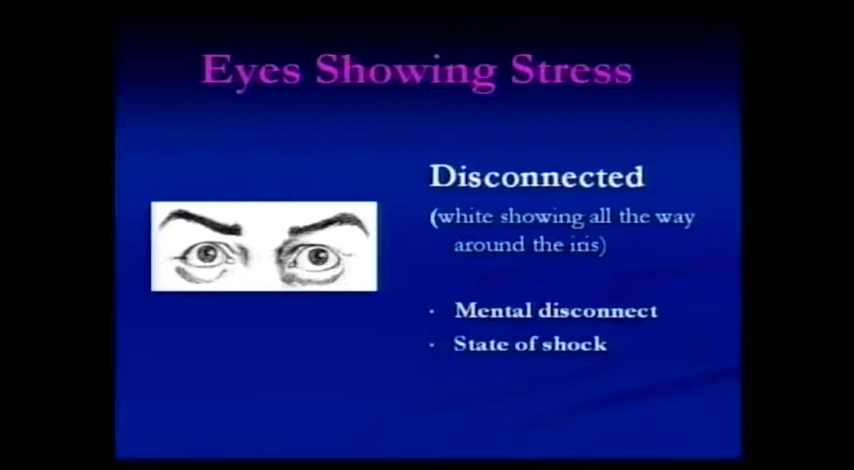 Eyes Showing Stress
Disconnected
(white showing all the way
around the iris)
· Mental disconnect
· State of shock